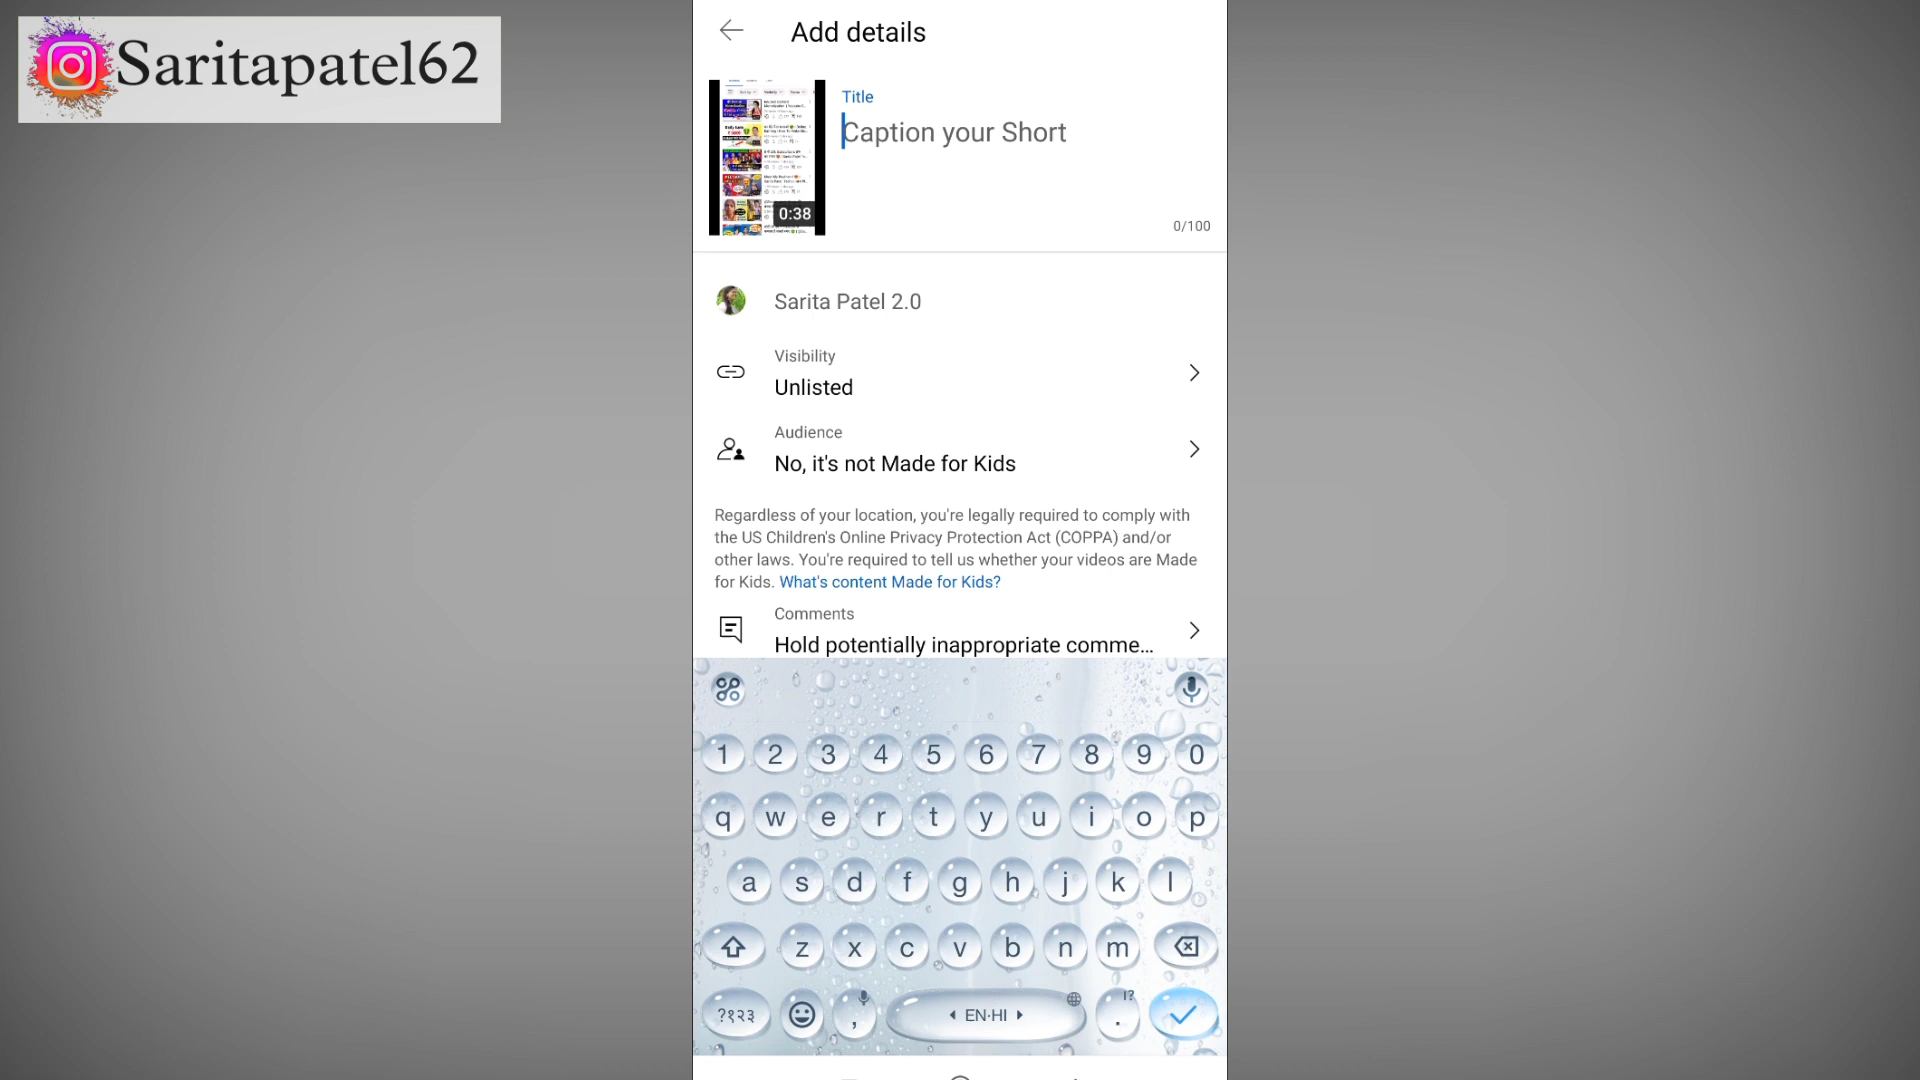 Saritapatel62
Add details
Title
Caption your Short
0:38
0/100
Sarita Patel 2.0
Visibility
Unlisted
Audience
No, it's not Made for Kids
Regardless of your location, you're legally required to comply with
the US Children's Online Privacy Protection Act (COPPA) and/or
other laws. You're required to tell us whether your videos are Made
for Kids. What's content Made for Kids?
Comments
Hold potentially inappropriate comme...
1 2 3 4 5 6 7 8 9 0
q w e r t y u i o p
a s d f g h j k l
z x c v b n m
?१२३ , EN·HI . !?